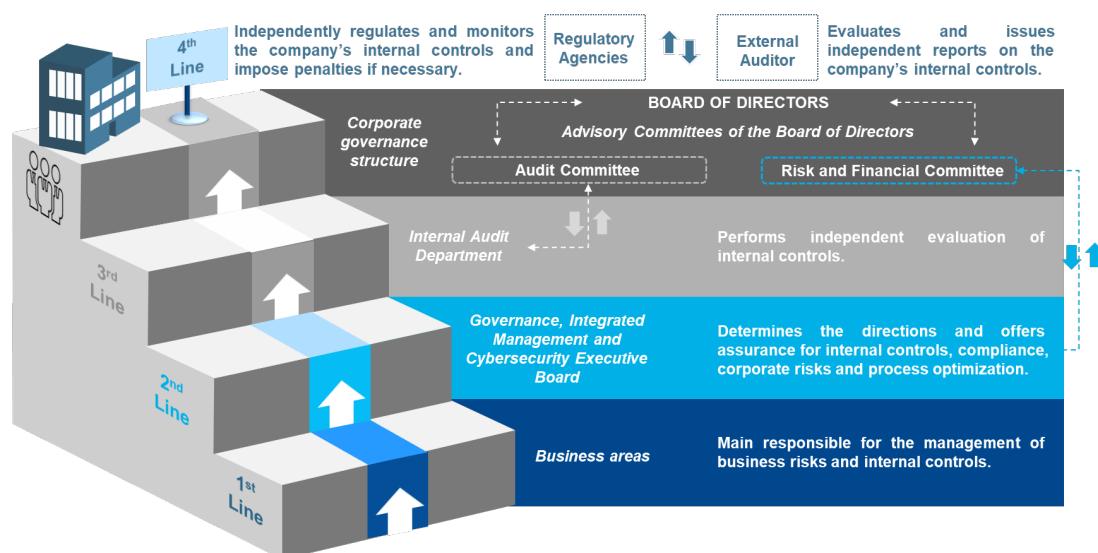 4th
Line
Independently regulates and monitors
the company's internal controls and
impose penalties if necessary.
Regulatory
Agencies
External
Auditor
Evaluates and issues
independent reports on the
company's internal controls.
Corporate
governance
structure
BOARD OF DIRECTORS
Advisory Committees of the Board of Directors
Audit Committee
Risk and Financial Committee
3rd
Line
Internal Audit
Department
Performs independent evaluation of
internal controls.
2nd
Line
Governance, Integrated
Management and
Cybersecurity Executive
Board
Determines the directions and offers
assurance for internal controls, compliance,
corporate risks and process optimization.
1st
Line
Business areas
Main responsible for the management of
business risks and internal controls.